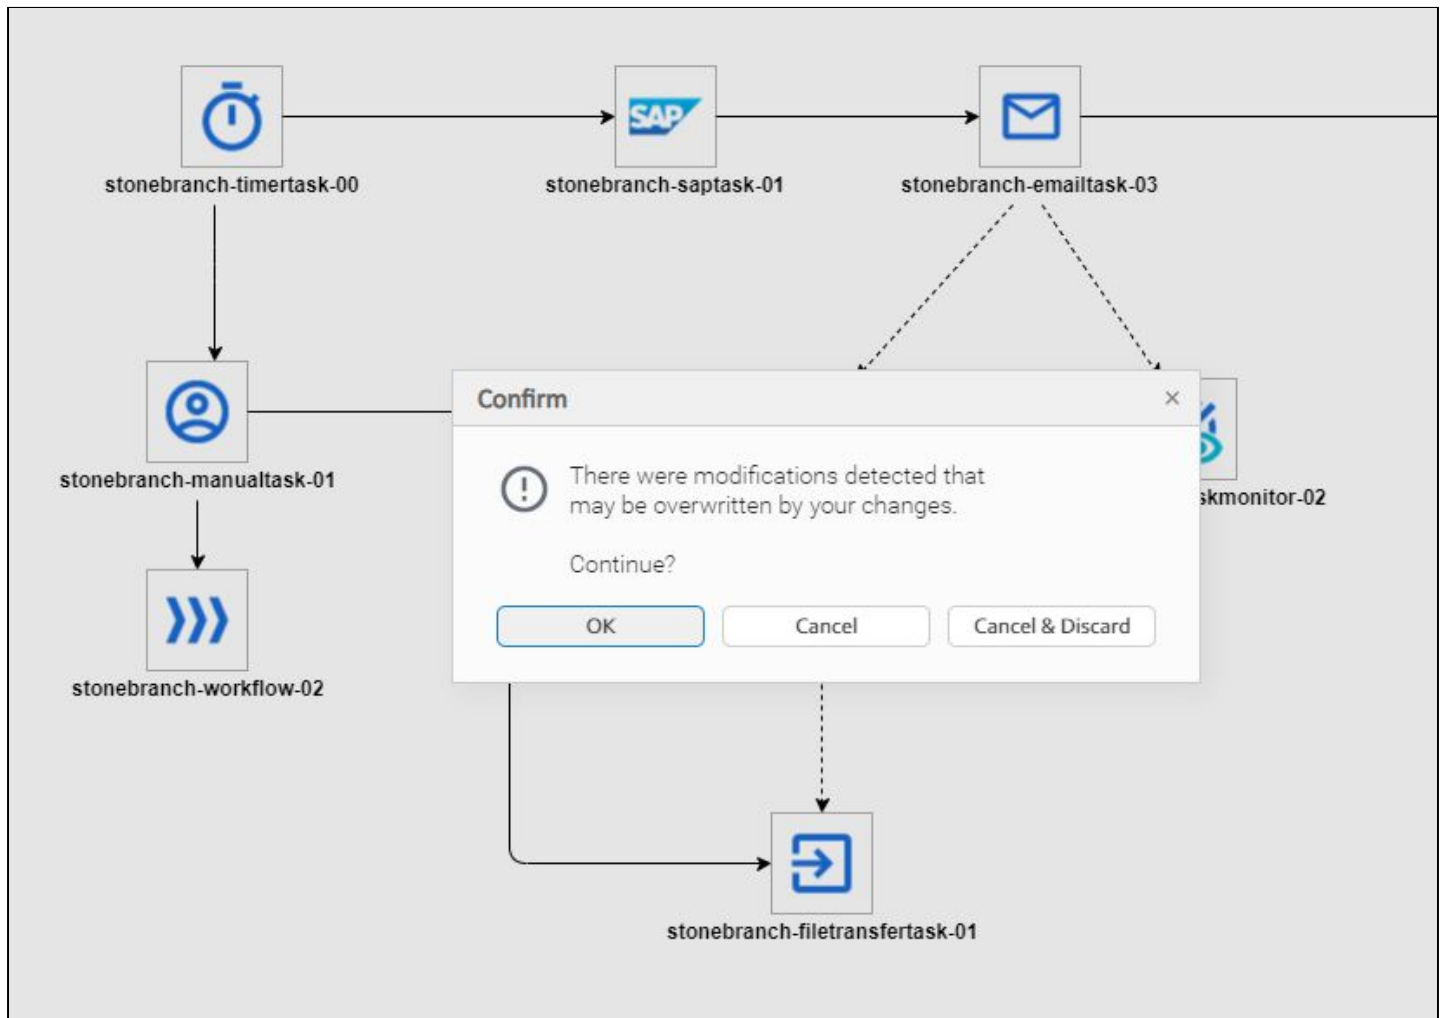 SAP
stonebranch-timertask-00
stonebranch-saptask-01
stonebranch-emailtask-03
Confirm
There were modifications detected that
may be overwritten by your changes.
Continue?
OK
Cancel
Cancel & Discard
stonebranch-manualtask-01
skmonitor-02
stonebranch-workflow-02
stonebranch-filetransfertask-01